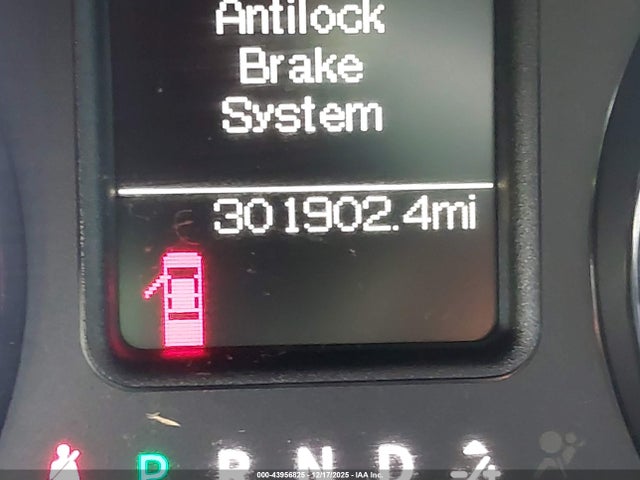 Antilock
Brake
System
301902.4mi
P R N D
000-43956825 - 12/17/2025 - IAA Inc.